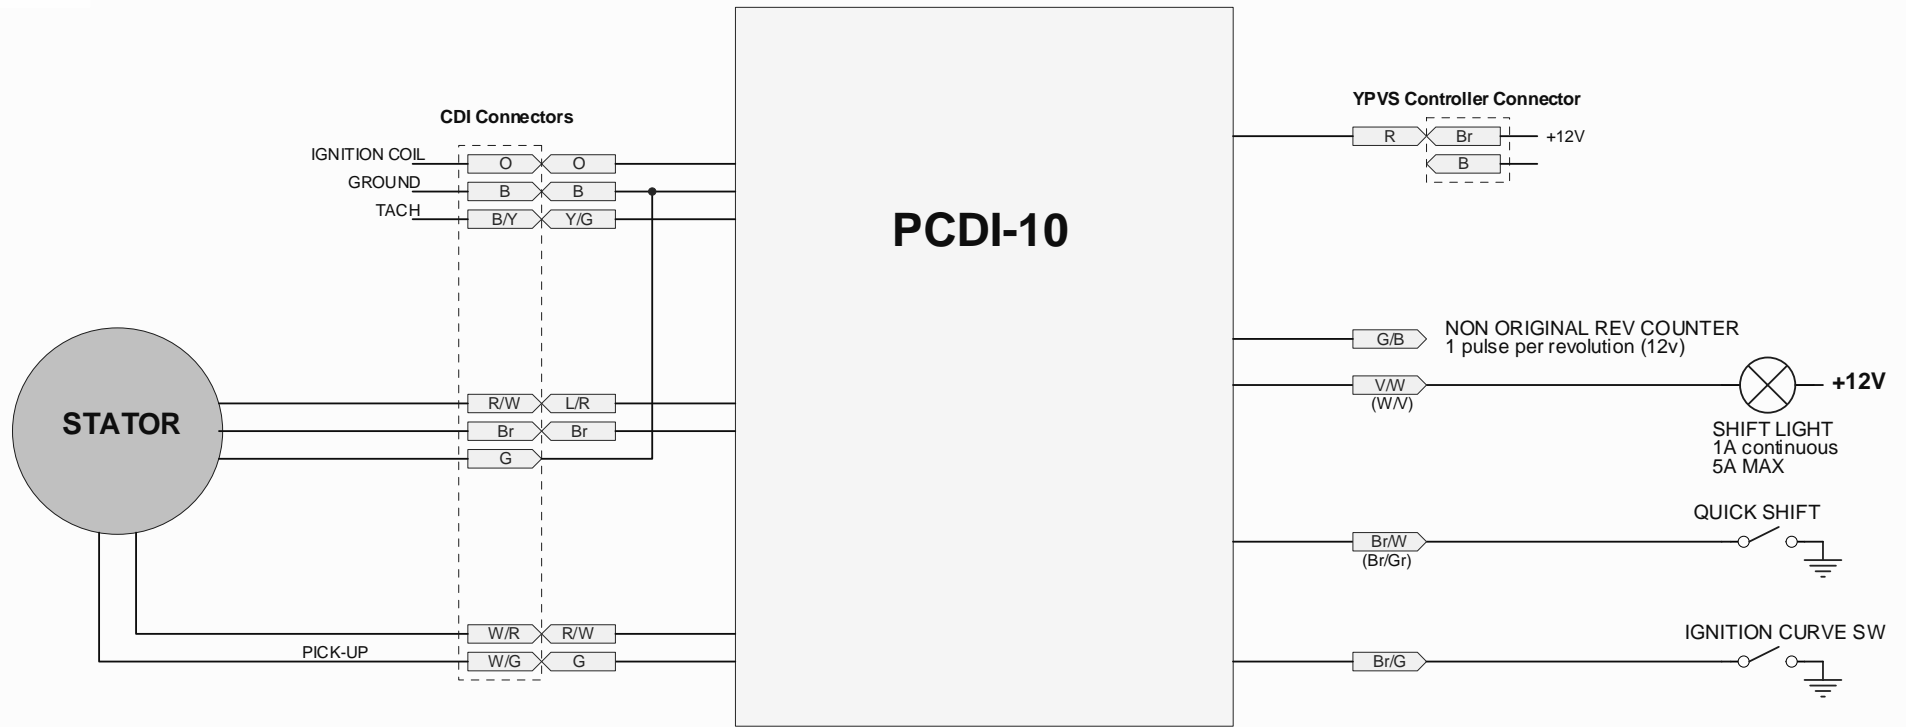 CDI Connectors
IGNITION COIL
O
O
GROUND
B
B
TACH
B/Y
Y/G
STATOR
R/W
L/R
Br
Br
G
W/R
R/W
PICK-UP
W/G
G
PCDI-10
YPVS Controller Connector
R
Br
+12V
B
G/B
NON ORIGINAL REV COUNTER
1 pulse per revolution (12v)
V/W
(W/V)
+12V
SHIFT LIGHT
1A continuous
5A MAX
QUICK SHIFT
Br/W
(Br/Gr)
IGNITION CURVE SW
Br/G